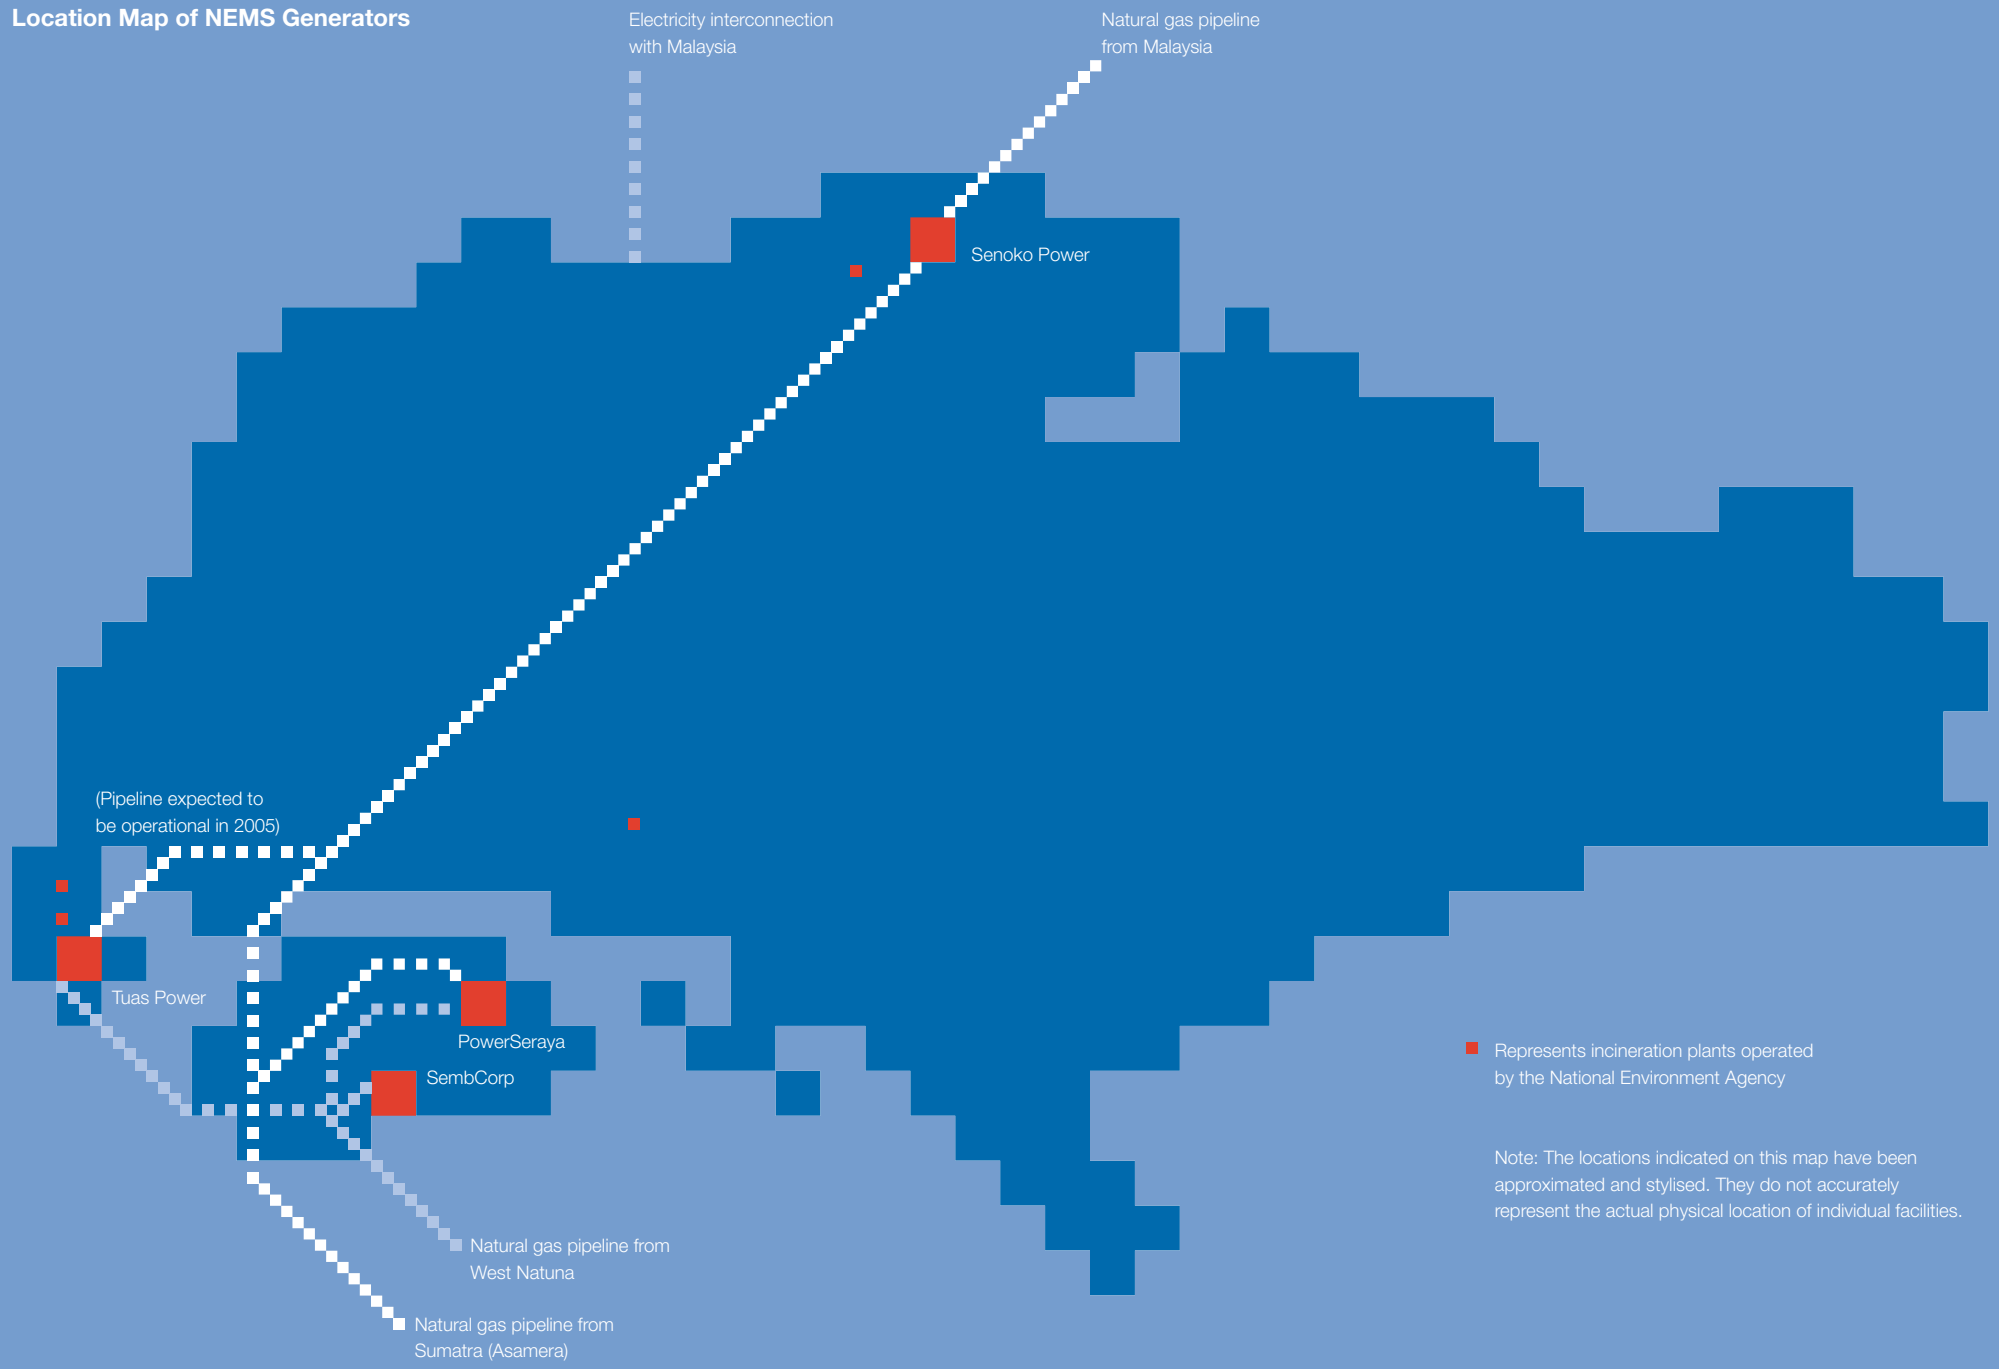 Location Map of NEMS Generators
Electricity interconnection
with Malaysia
Natural gas pipeline
from Malaysia
Senoko Power
(Pipeline expected to
be operational in 2005)
Tuas Power
PowerSeraya
SembCorp
Represents incineration plants operated
by the National Environment Agency
Note: The locations indicated on this map have been
approximated and stylised. They do not accurately
represent the actual physical location of individual facilities.
Natural gas pipeline from
West Natuna
Natural gas pipeline from
Sumatra (Asamera)